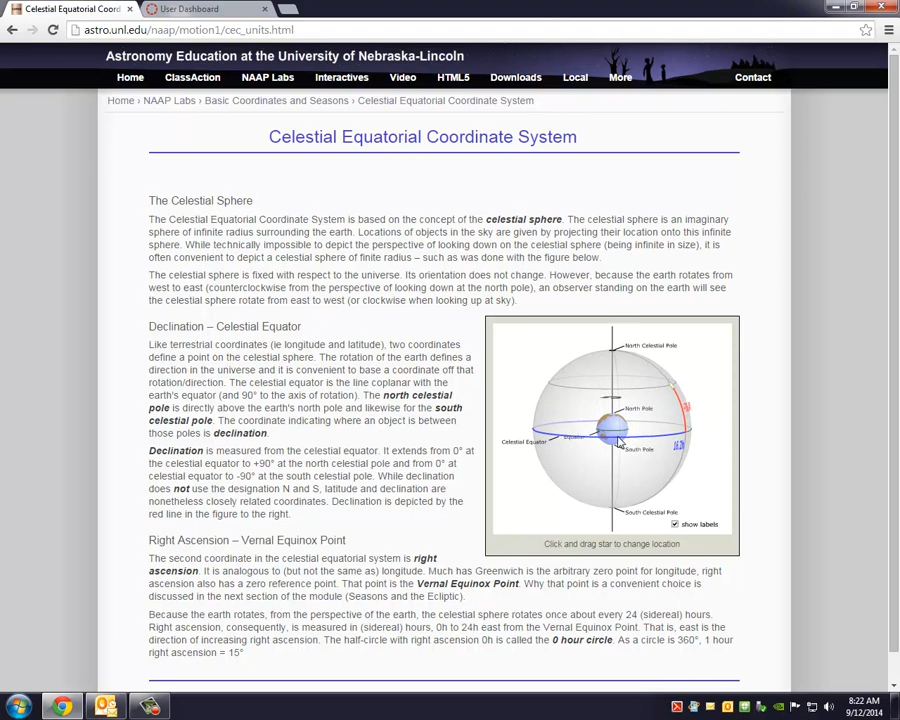 Celestial Equatorial Coord
User Dashboard
astro.unl.edu/naap/motion1/cec_units.html
Astronomy Education at the University of Nebraska-Lincoln
Home ClassAction NAAP Labs Interactives Video HTML5 Downloads Local More Contact
Home › NAAP Labs › Basic Coordinates and Seasons › Celestial Equatorial Coordinate System
Celestial Equatorial Coordinate System
The Celestial Sphere
The Celestial Equatorial Coordinate System is based on the concept of the celestial sphere. The celestial sphere is an imaginary
sphere of infinite radius surrounding the earth. Locations of objects in the sky are given by projecting their location onto this infinite
sphere. While technically impossible to depict the perspective of looking down on the celestial sphere (being infinite in size), it is
often convenient to depict a celestial sphere of finite radius – such as was done with the figure below.
The celestial sphere is fixed with respect to the universe. Its orientation does not change. However, because the earth rotates from
west to east (counterclockwise from the perspective of looking down at the north pole), an observer standing on the earth will see
the celestial sphere rotate from east to west (or clockwise when looking up at sky).
Declination – Celestial Equator
Like terrestrial coordinates (ie longitude and latitude), two coordinates
define a point on the celestial sphere. The rotation of the earth defines a
direction in the universe and it is convenient to base a coordinate off that
rotation/direction. The celestial equator is the line coplanar with the
earth's equator (and 90° to the axis of rotation). The north celestial
pole is directly above the earth's north pole and likewise for the south
celestial pole. The coordinate indicating where an object is between
those poles is declination.
Declination is measured from the celestial equator. It extends from 0° at
the celestial equator to +90° at the north celestial pole and from 0° at
celestial equator to -90° at the south celestial pole. While declination
does not use the designation N and S, latitude and declination are
nonetheless closely related coordinates. Declination is depicted by the
red line in the figure to the right.
North Celestial Pole
North Pole
Celestial Equator
Equator
South Pole
South Celestial Pole
show labels
Click and drag star to change location
Right Ascension – Vernal Equinox Point
The second coordinate in the celestial equatorial system is right
ascension. It is analogous to (but not the same as) longitude. Much has Greenwich is the arbitrary zero point for longitude, right
ascension also has a zero reference point. That point is the Vernal Equinox Point. Why that point is a convenient choice is
discussed in the next section of the module (Seasons and the Ecliptic).
Because the earth rotates, from the perspective of the earth, the celestial sphere rotates once about every 24 (sidereal) hours.
Right ascension, consequently, is measured in (sidereal) hours, 0h to 24h east from the Vernal Equinox Point. That is, east is the
direction of increasing right ascension. The half-circle with right ascension 0h is called the 0 hour circle. As a circle is 360°, 1 hour
right ascension = 15°
8:22 AM
9/12/2014